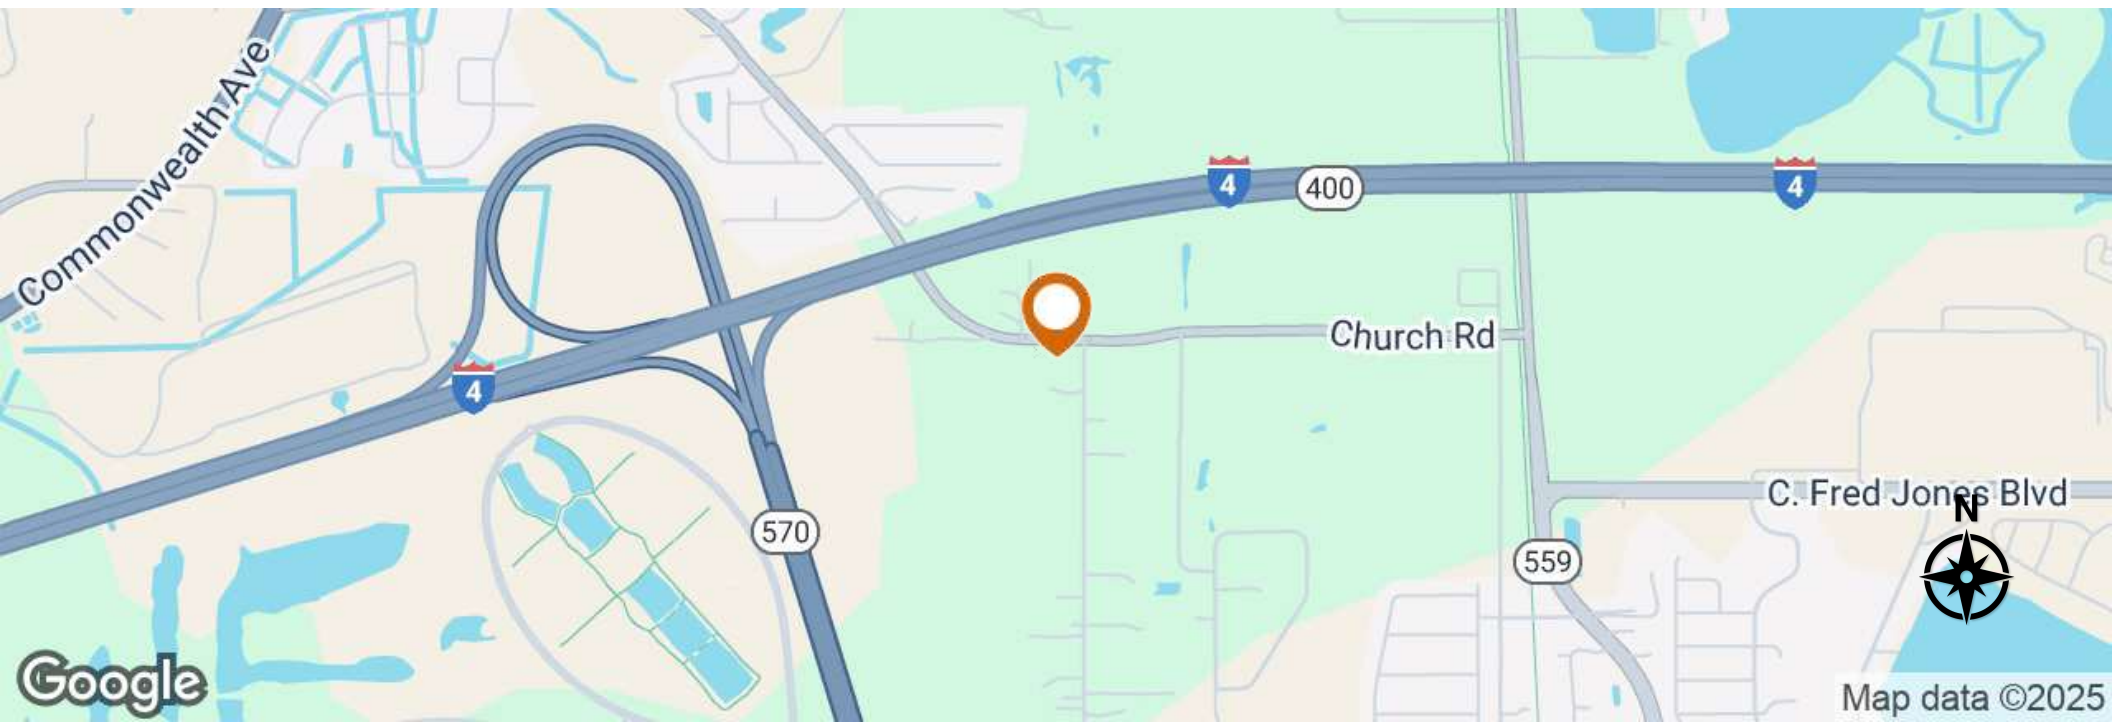 Commonwealth Ave
4
400
4
Church Rd
4
C. Fred Jones Blvd
N
570
559
Google
Map data ©2025